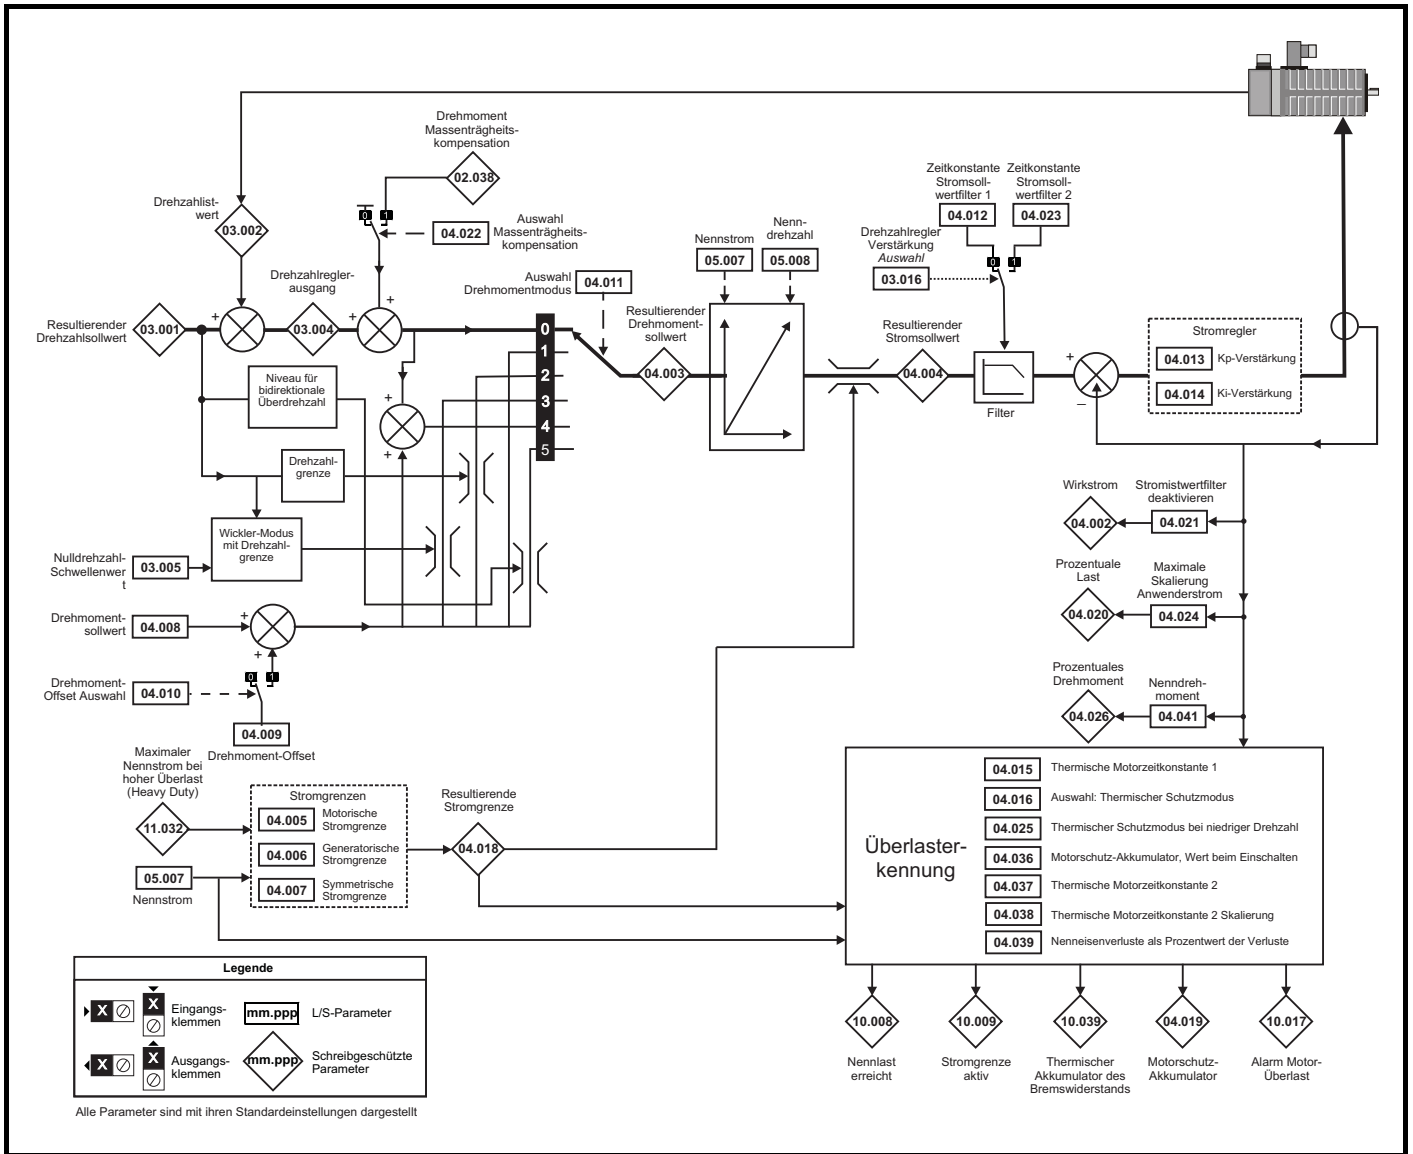 Drehmoment
Massenträgheits-
kompensation
02.038
Drehzahlist-
wert
03.002
0
1
04.022
Auswahl
Massenträgheits-
kompensation
Zeitkonstante
Stromsoll-
wertfilter 1
04.012
Zeitkonstante
Stromsoll-
wertfilter 2
04.023
Drehzahlregler
Verstärkung
Auswahl
03.016
0
1
Nennstrom
05.007
Nenn-
drehzahl
05.008
Auswahl
Drehmomentmodus
04.011
Resultierender
Drehzahlsollwert
03.001
+
Drehzahlregler-
ausgang
03.004
+
+
0
1
2
3
4
5
Resultierender
Drehmoment-
sollwert
04.003
Resultierender
Stromsollwert
04.004
Filter
+
–
Stromregler
04.013
Kp-Verstärkung
04.014
Ki-Verstärkung
Niveau für
bidirektionale
Überdrehzahl
+
+
Drehzahl-
grenze
Wickler-Modus
mit Drehzahl-
grenze
Nulldrehzahl-
Schwellenwer
t
03.005
Drehmoment-
sollwert
04.008
+
+
0
1
Drehmoment-
Offset Auswahl
04.010
04.009
Drehmoment-Offset
Wirkstrom
04.002
Stromistwertfilter
deaktivieren
04.021
Prozentuale
Last
04.020
Maximale
Skalierung
Anwenderstrom
04.024
Prozentuales
Drehmoment
04.026
Nenndreh-
moment
04.041
Maximaler
Nennstrom bei
hoher Überlast
(Heavy Duty)
11.032
05.007
Nennstrom
Stromgrenzen
04.005
Motorische
Stromgrenze
04.006
Generatorische
Stromgrenze
04.007
Symmetrische
Stromgrenze
Resultierende
Stromgrenze
04.018
Überlaster-
kennung
04.015
Thermische Motorzeitkonstante 1
04.016
Auswahl: Thermischer Schutzmodus
04.025
Thermischer Schutzmodus bei niedriger Drehzahl
04.036
Motorschutz-Akkumulator, Wert beim Einschalten
04.037
Thermische Motorzeitkonstante 2
04.038
Thermische Motorzeitkonstante 2 Skalierung
04.039
Nenneisenverluste als Prozentwert der Verluste
10.008
Nennlast
erreicht
10.009
Stromgrenze
aktiv
10.039
Thermischer
Akkumulator des
Bremswiderstands
04.019
Motorschutz-
Akkumulator
10.017
Alarm Motor-
Überlast
Legende
X
X
Eingangs-
klemmen
mm.ppp
L/S-Parameter
X
X
Ausgangs-
klemmen
mm.ppp
Schreibgeschützte
Parameter
Alle Parameter sind mit ihren Standardeinstellungen dargestellt